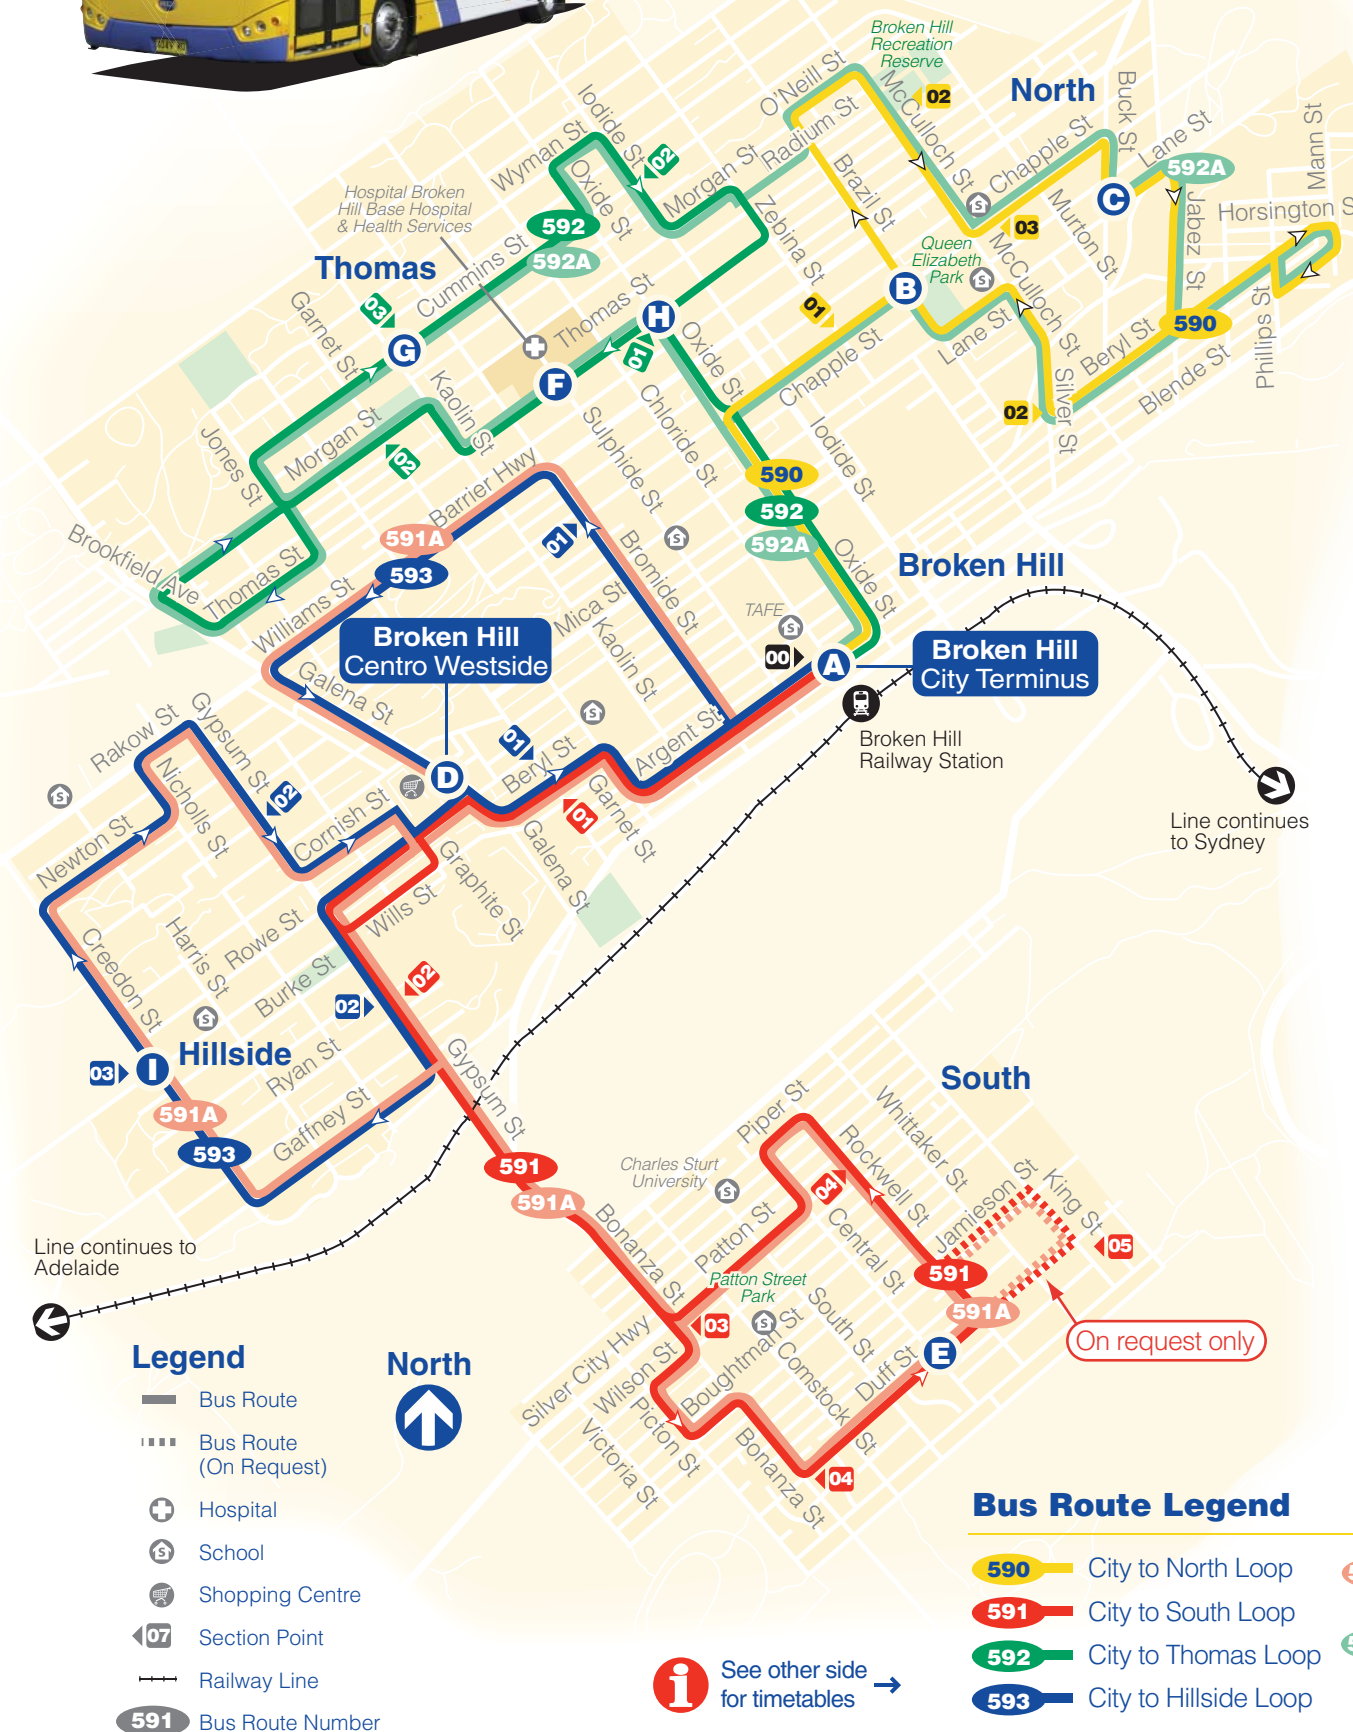 Broken Hill
Recreation
Reserve
North
02
Buck St
Lane St
592A
Mann St
Horsington S
O'Neill St
McCulloch St
Chapple St
Radium St
Iodide St
Wyman St
02
Morgan St
Oxide St
Brazil St
Zebina St
C
Jabez St
Murton St
03
Hospital Broken
Hill Base Hospital
& Health Services
592
592A
Thomas
Cummins St
Queen
Elizabeth
Park
McCulloch St
B
Garnet St
03
Thomas St
H
01
Oxide St
01
Lane St
590
Phillips St
Beryl St
Blende St
G
F
Chapple St
Silver St
02
Kaolin St
Morgan St
Chloride St
Sulphide St
Iodide St
Jones St
02
Barrier Hwy
590
592
592A
591A
593
01
Bromide St
Oxide St
Brookfield Ave
Thomas St
Williams St
Broken Hill
Mica St
Kaolin St
TAFE
00
A
Broken Hill
City Terminus
Broken Hill
Centro Westside
Galena St
Argent St
Broken Hill
Railway Station
Rakow St
Gypsum St
01
Beryl St
D
Garnet St
01
Line continues
to Sydney
Nicholls St
02
Cornish St
Newton St
Galena St
Graphite St
Wills St
Rowe St
Harris St
Creedon St
Burke St
02
02
Hillside
03
I
Ryan St
Gypsum St
591A
593
Gaffney St
South
Piper St
Whittaker St
Rockwell St
Charles Sturt
University
591
591A
04
Jamieson St
King St
05
Bonanza St
Patton St
Central St
591
591A
Line continues to
Adelaide
Patton Street
Park
South St
On request only
03
Silver City Hwy
Wilson St
Boughtman St
Comstock St
Duff St
E
Picton St
Victoria St
Bonanza St
04
Legend
North
Bus Route
Bus Route
(On Request)
Hospital
School
Shopping Centre
07 Section Point
Railway Line
591 Bus Route Number
See other side
for timetables
Bus Route Legend
590 City to North Loop
591 City to South Loop
592 City to Thomas Loop
593 City to Hillside Loop